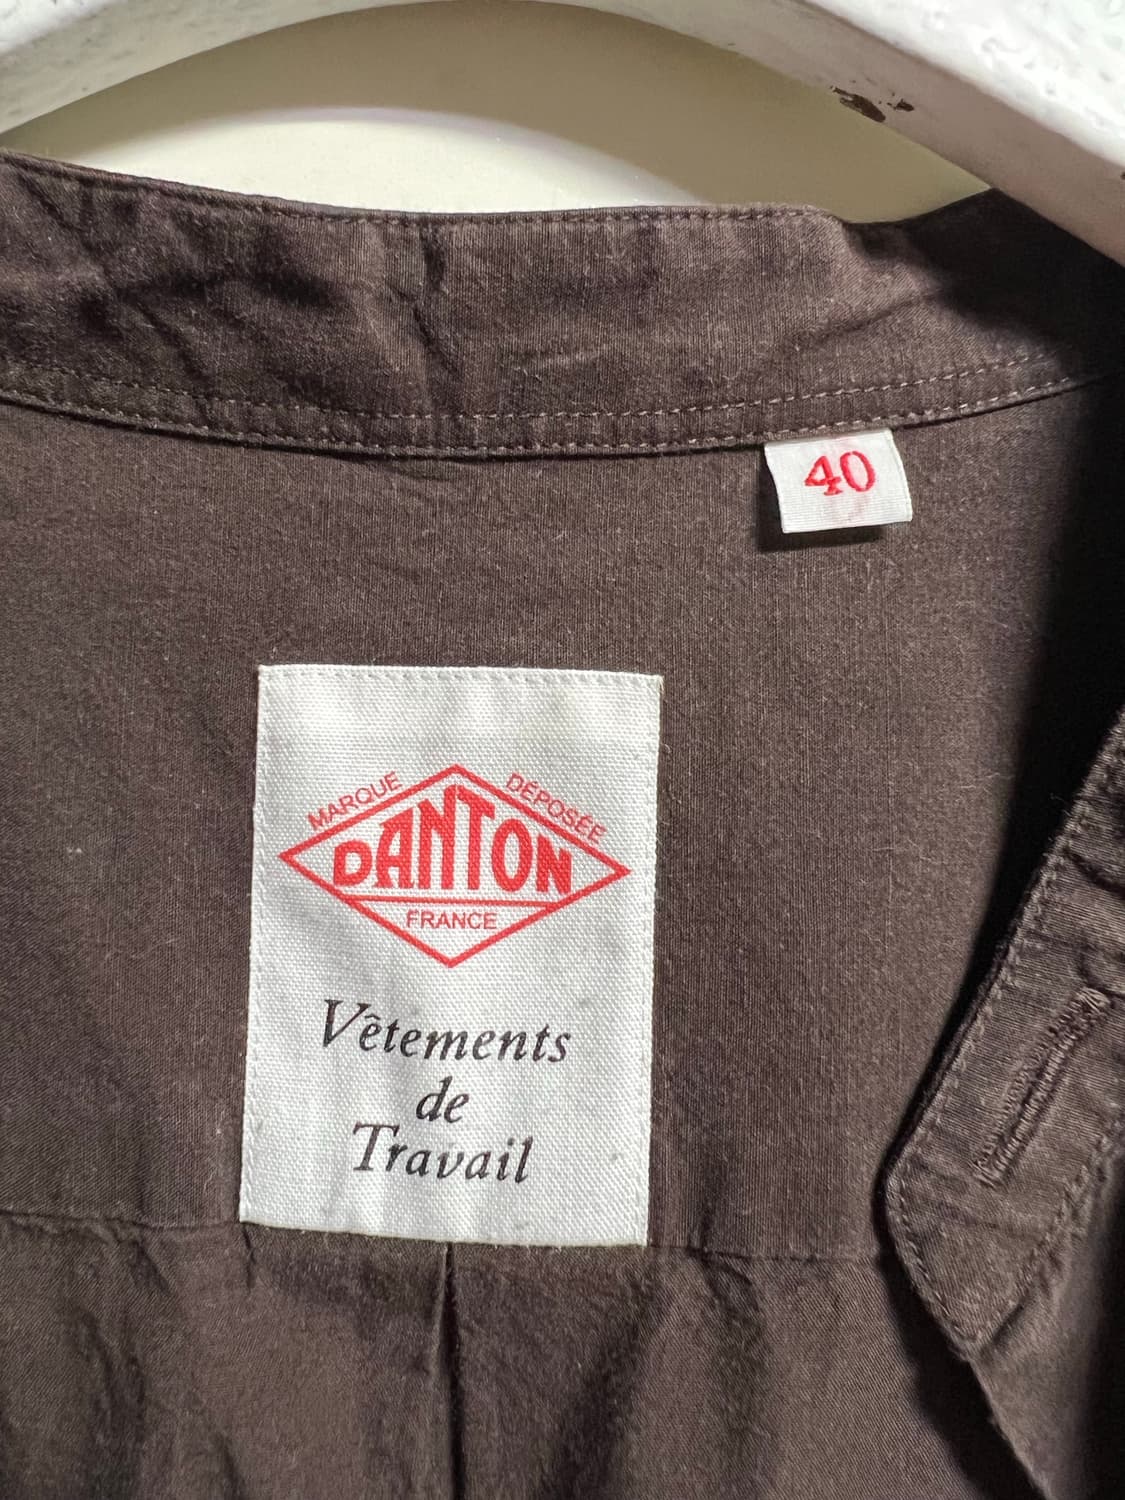 40
MARQUE DÉPOSÉE
DANTON
FRANCE
Vêtements
de
Travail